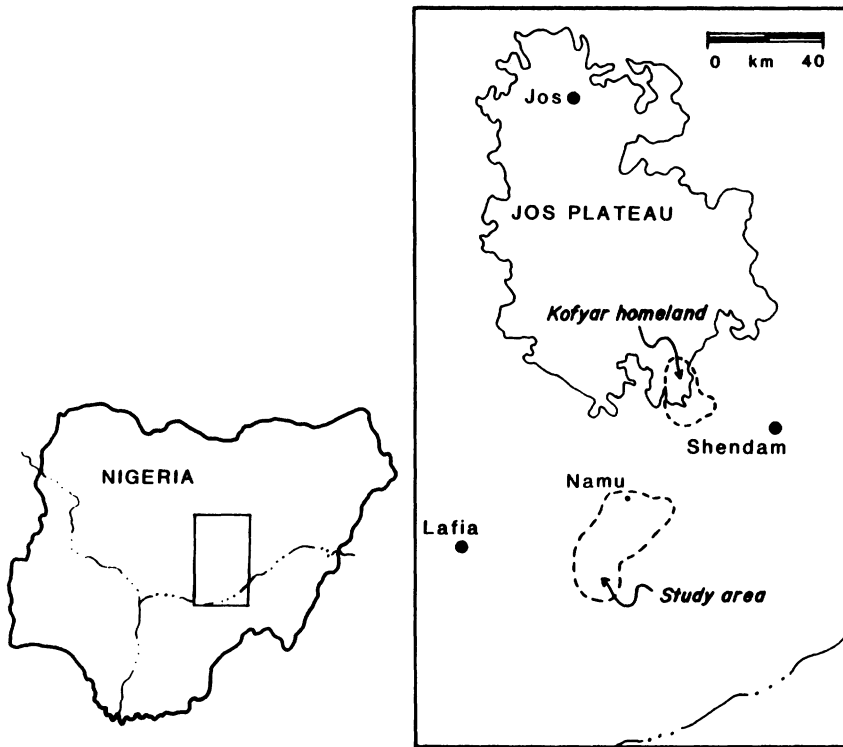 0 km 40
Jos
JOS PLATEAU
Kofyar homeland
Shendam
NIGERIA
Namu
Lafia
Study area